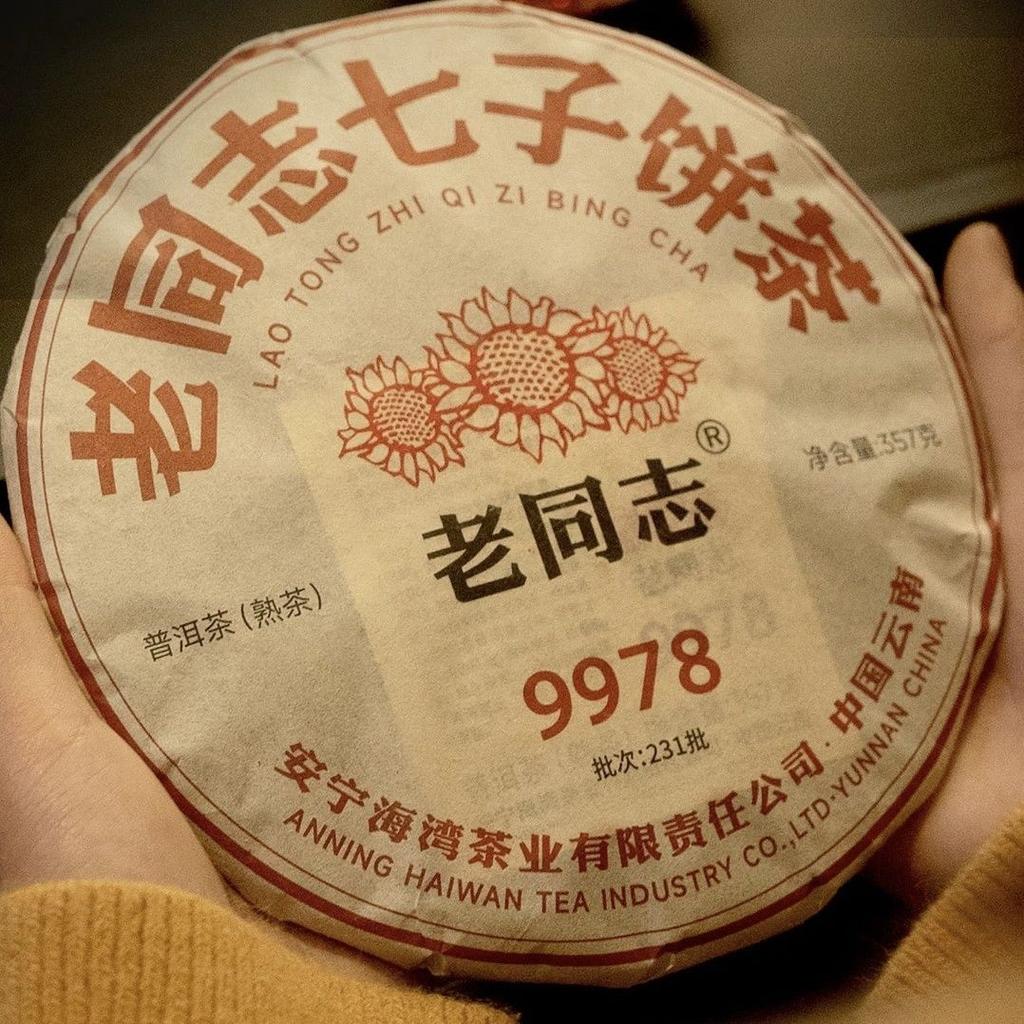 老同志七子饼茶
LAO TONG ZHI QI ZI BING CHA
®
净含量:357克
老同志
普洱茶(熟茶)
9978
批次:231批
安宁海湾茶业有限责任公司·中国云南
ANNING HAIWAN TEA INDUSTRY CO.,LTD·YUNNAN CHINA